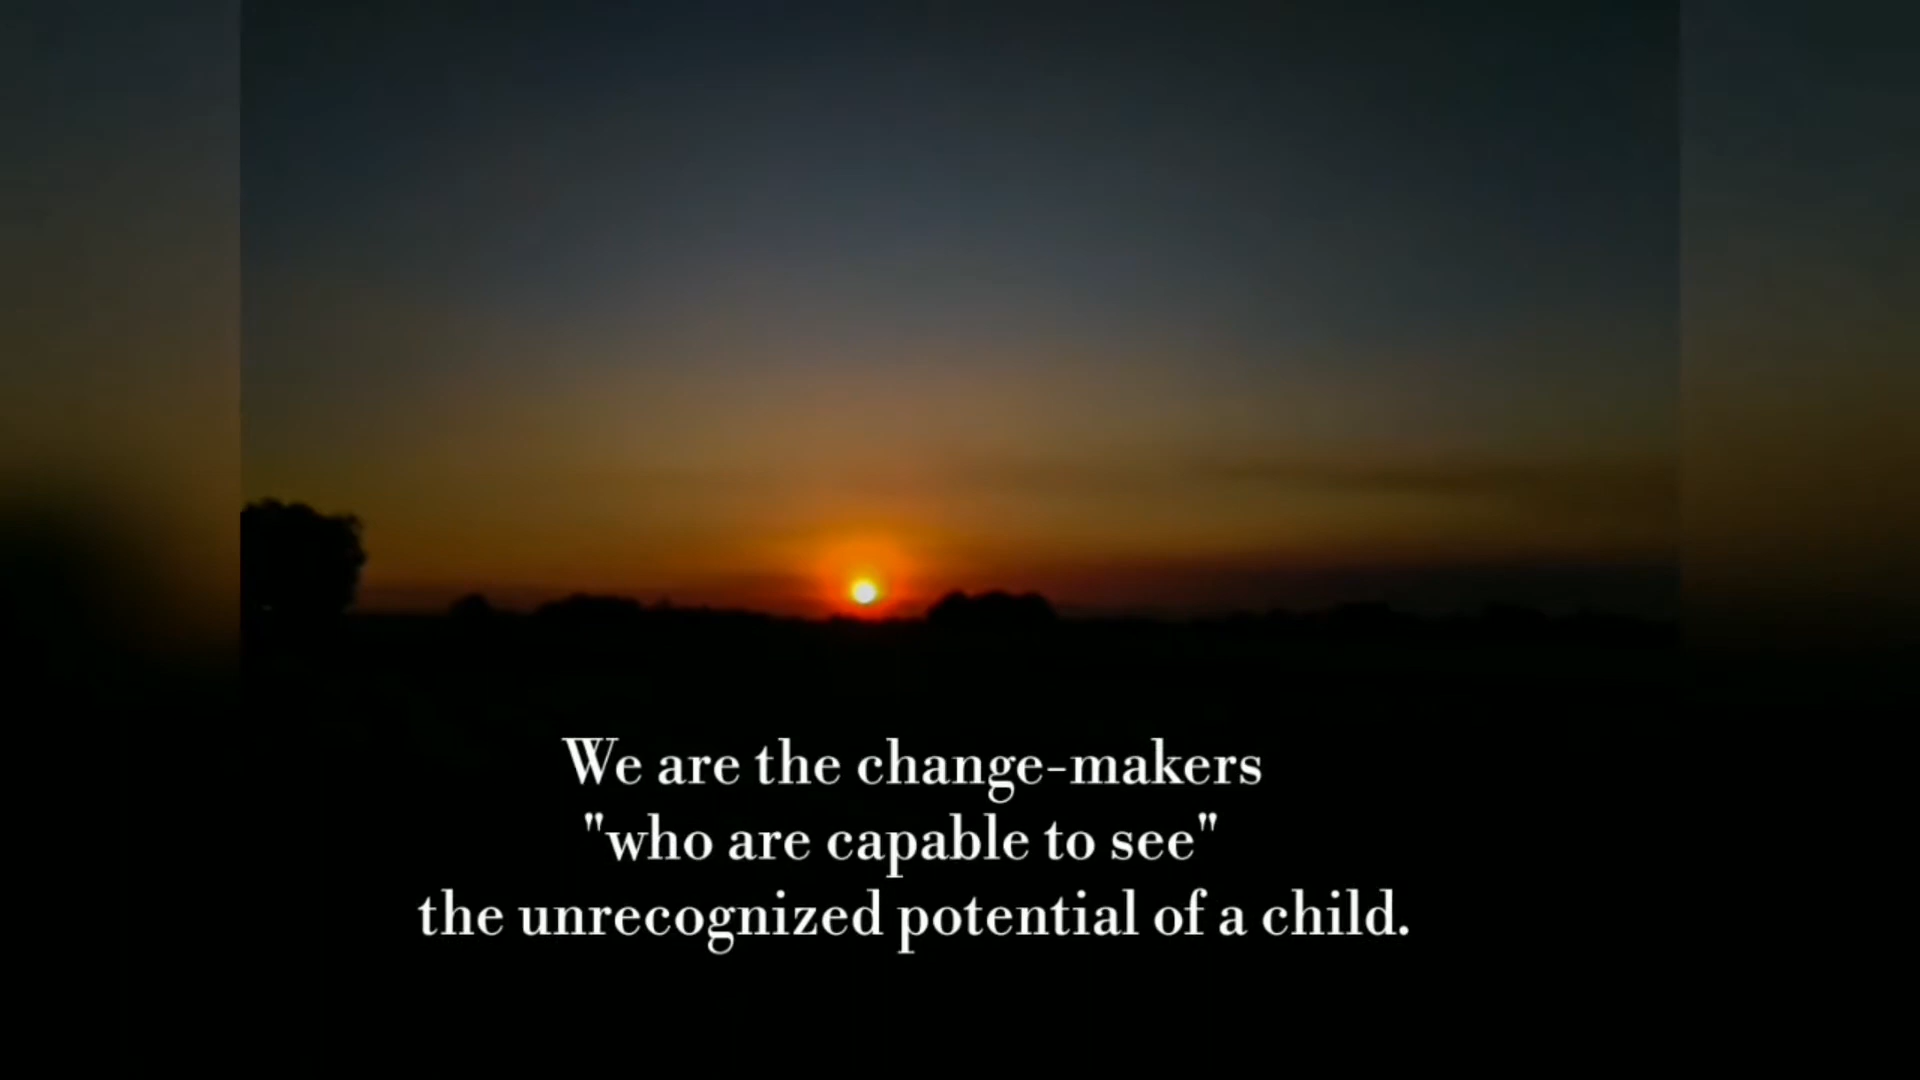 We are the change-makers
"who are capable to see"
the unrecognized potential of a child.